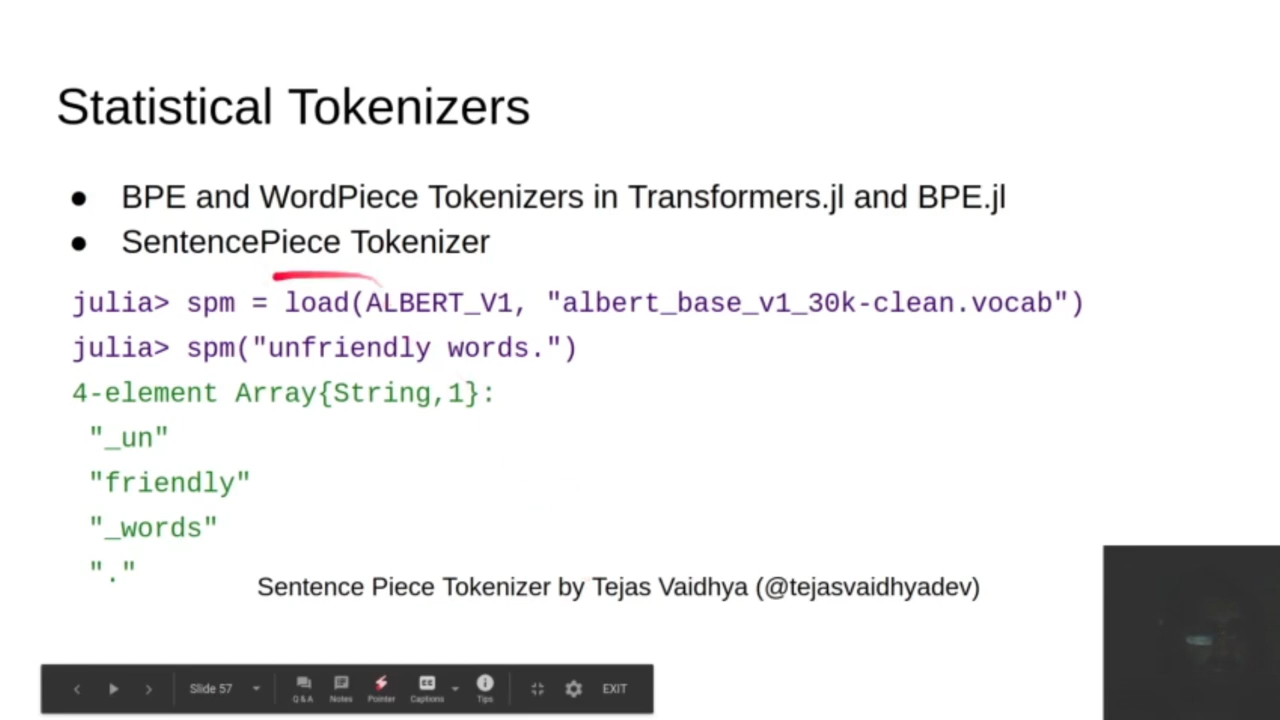 Statistical Tokenizers
● BPE and WordPiece Tokenizers in Transformers.jl and BPE.jl
● SentencePiece Tokenizer
julia> spm = load(ALBERT_V1, "albert_base_v1_30k-clean.vocab")
julia> spm("unfriendly words.")
4-element Array{String,1}:
"_un"
"friendly"
"_words"
"."
Sentence Piece Tokenizer by Tejas Vaidhya (@tejasvaidhyadev)
Slide 57 Q & A Notes Pointer CC Captions Tips EXIT